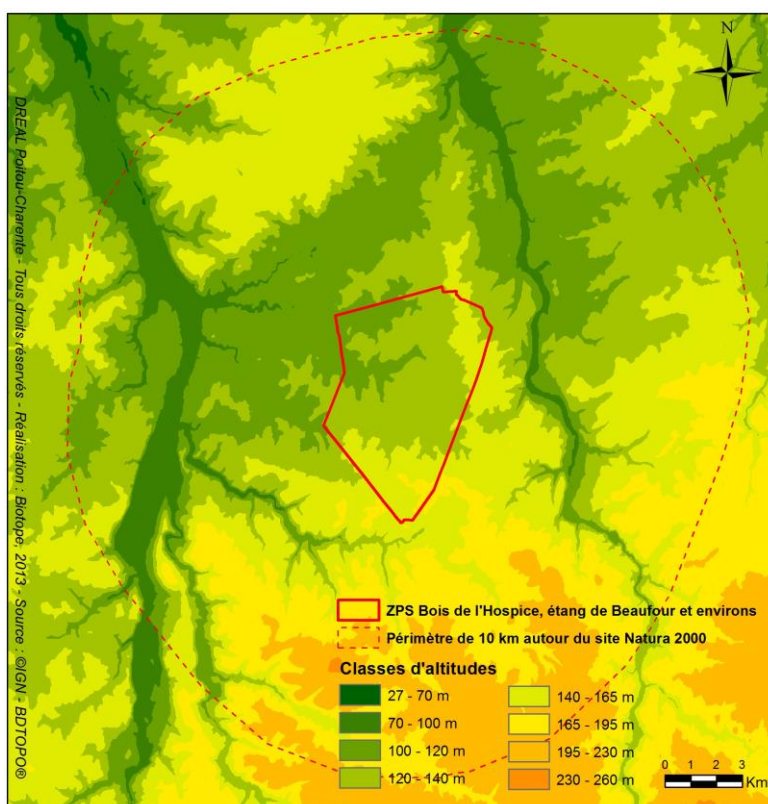 N
DREAL Poitou-Charente - Tous droits réservés - Réalisation : Biotope, 2013 - Source : ©IGN - BDTOPO®
ZPS Bois de l'Hospice, étang de Beaufour et environs
Périmètre de 10 km autour du site Natura 2000
Classes d'altitudes
27 - 70 m
70 - 100 m
100 - 120 m
120 - 140 m
140 - 165 m
165 - 195 m
195 - 230 m
230 - 260 m
0 1 2 3
Km